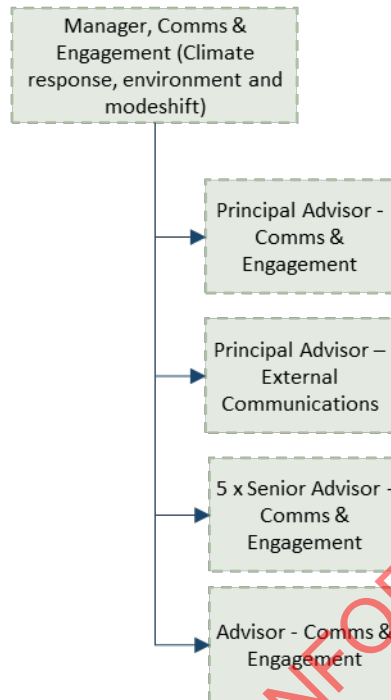 Manager, Comms &
Engagement (Climate
response, environment and
modeshift)
Principal Advisor -
Comms &
Engagement
Principal Advisor –
External
Communications
5 x Senior Advisor -
Comms &
Engagement
Advisor - Comms &
Engagement